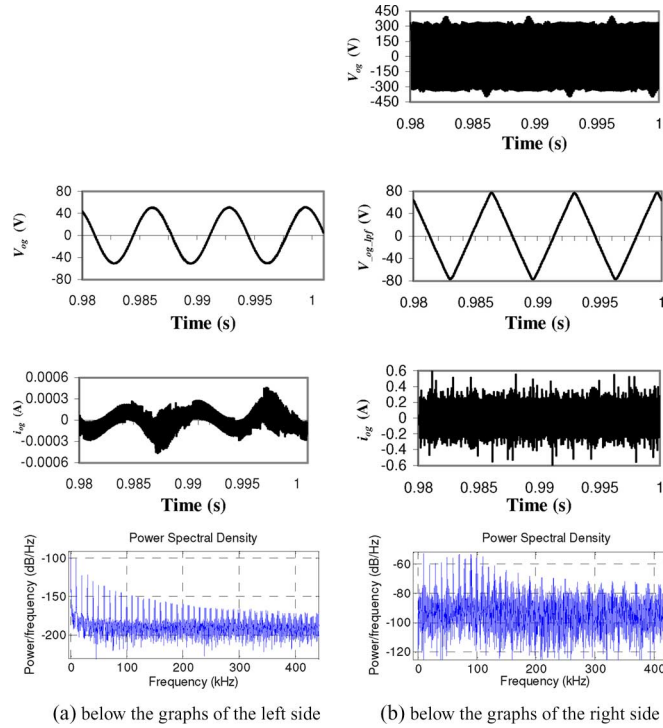 450
300
150
0
-150
-300
-450
V_og (V)
0.98 0.985 0.99 0.995 1
Time (s)
80
40
0
-40
-80
V_og (V)
0.98 0.985 0.99 0.995 1
Time (s)
80
40
0
-40
-80
V_og_lpf (V)
0.98 0.985 0.99 0.995 1
Time (s)
0.0006
0.0003
0
-0.0003
-0.0006
i_og (A)
0.98 0.985 0.99 0.995 1
Time (s)
0.6
0.4
0.2
0
-0.2
-0.4
-0.6
i_og (A)
0.98 0.985 0.99 0.995 1
Time (s)
Power Spectral Density
-100
-150
-200
Power/frequency (dB/Hz)
0 100 200 300 400
Frequency (kHz)
Power Spectral Density
-60
-80
-100
-120
Power/frequency (dB/Hz)
0 100 200 300 400
Frequency (kHz)
(a) below the graphs of the left side
(b) below the graphs of the right side